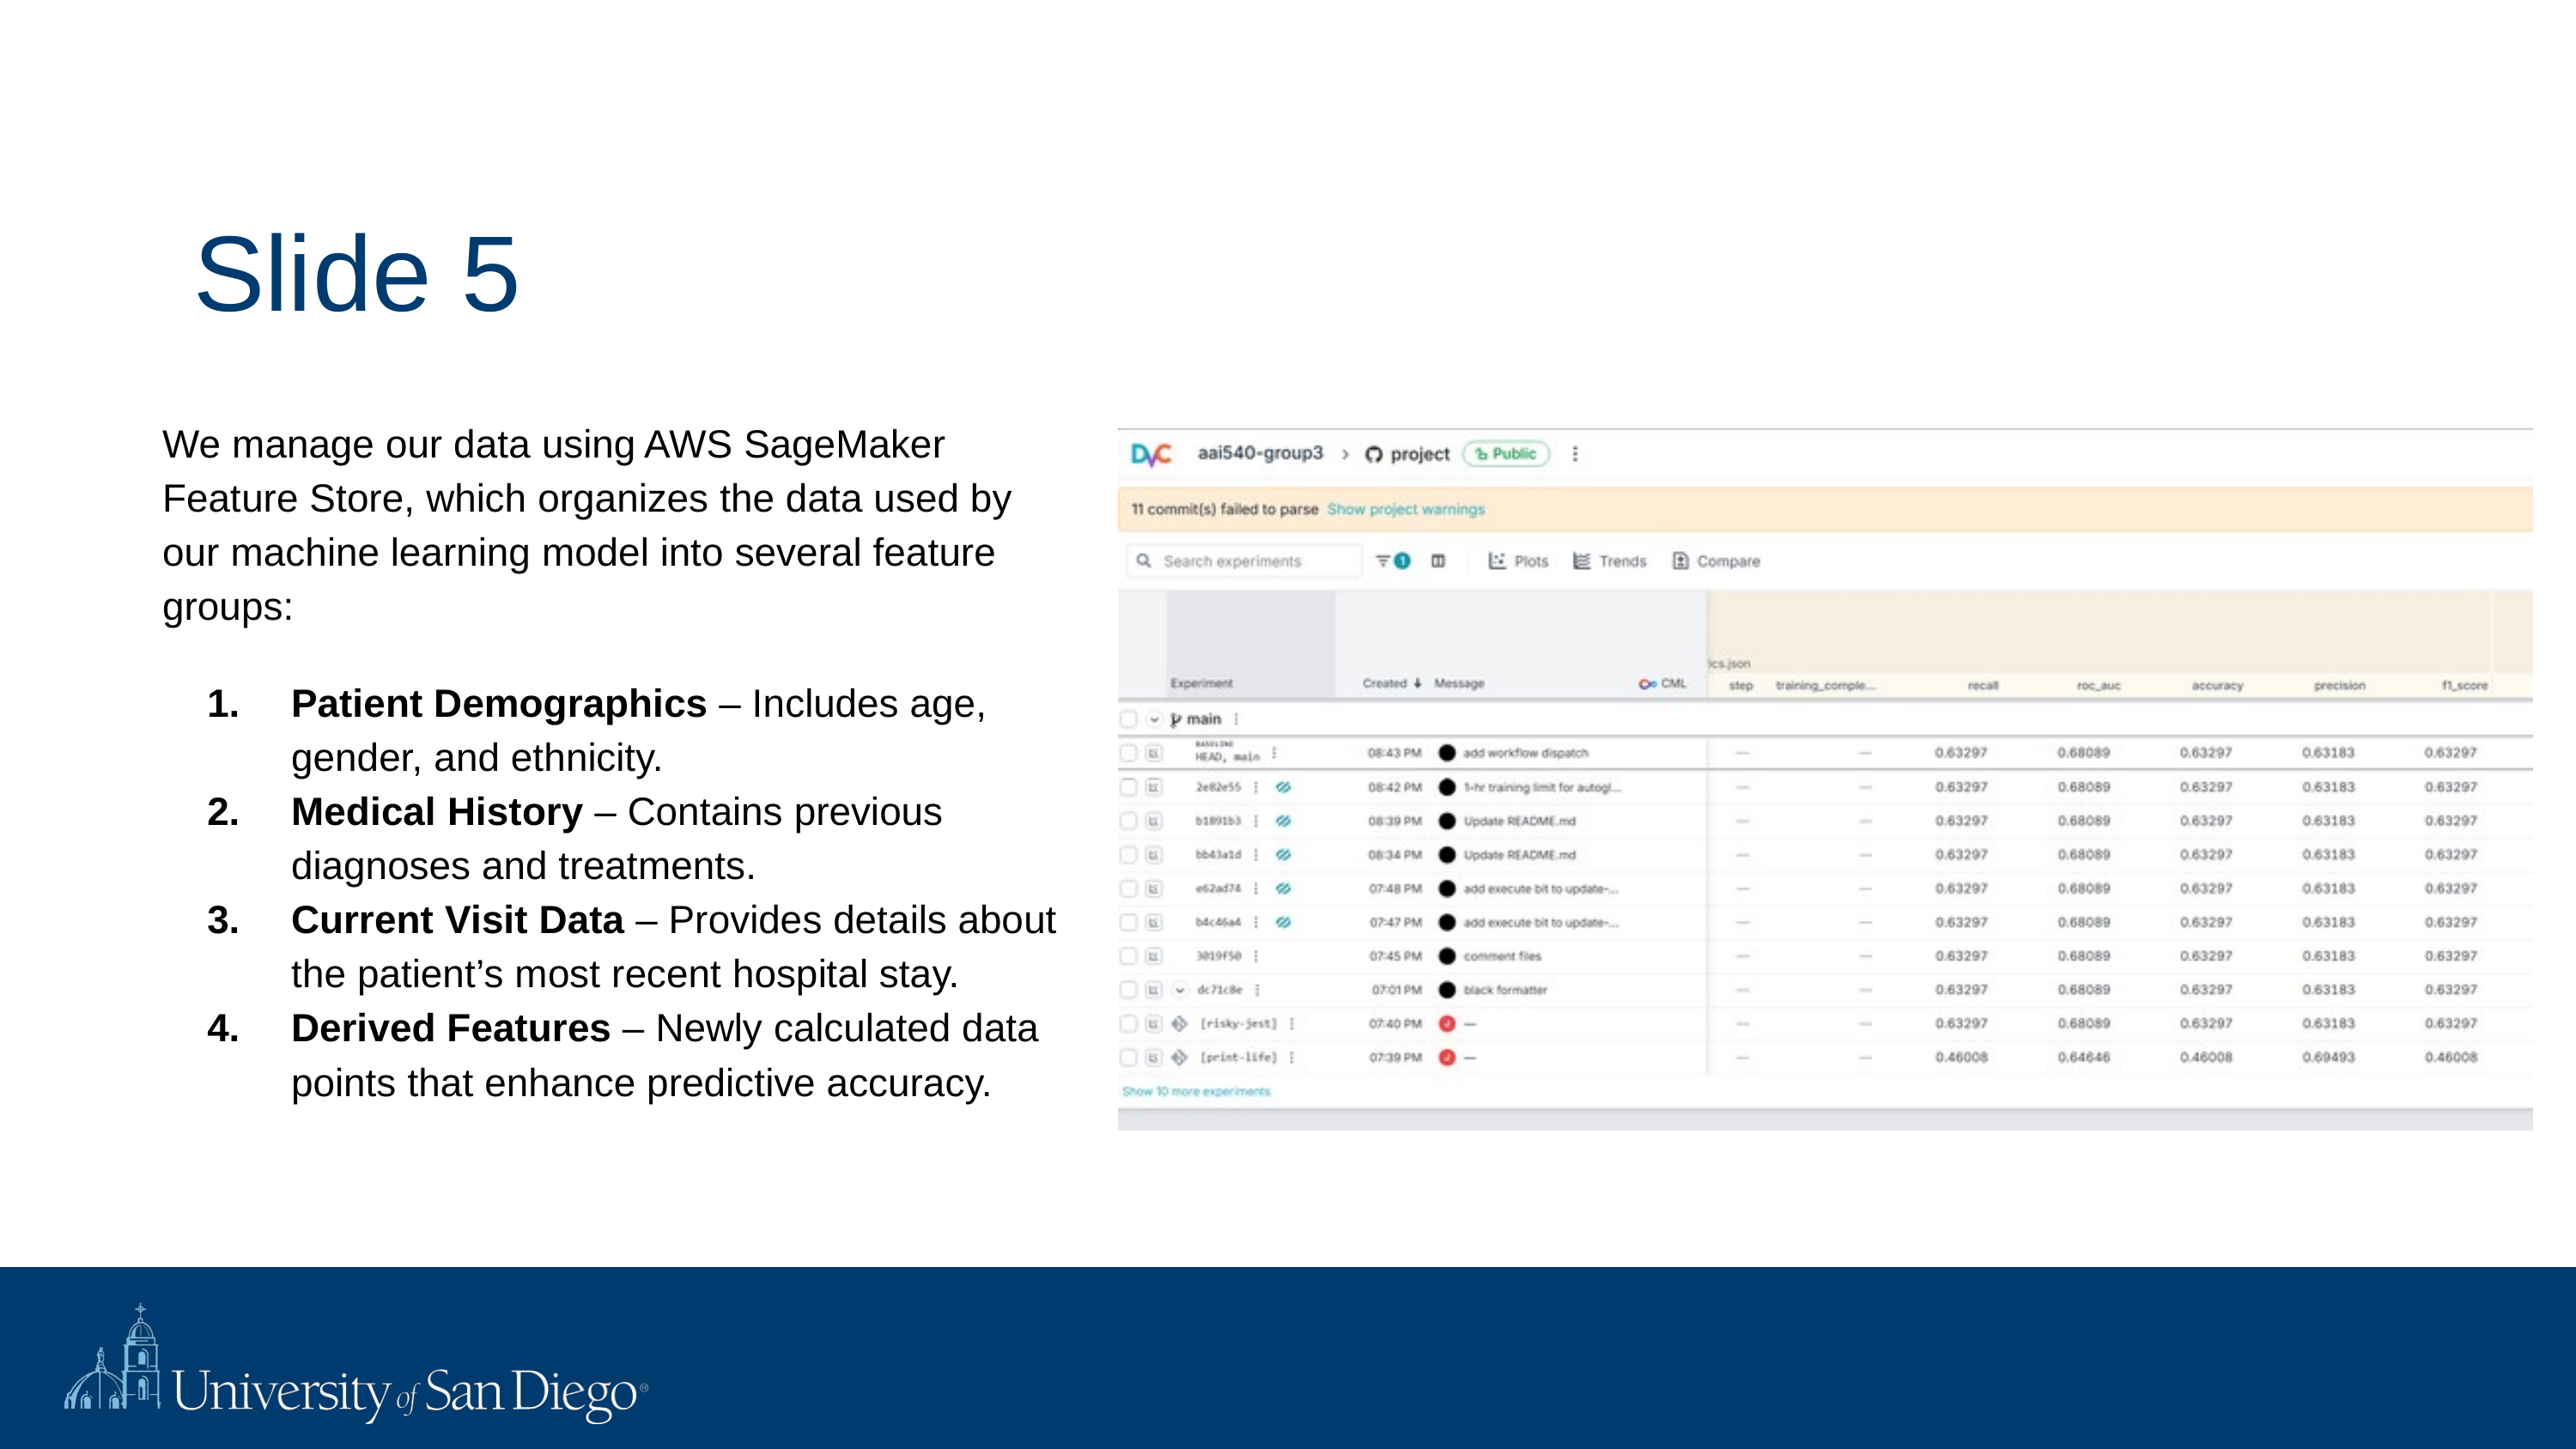 Slide 5
We manage our data using AWS SageMaker
Feature Store, which organizes the data used by
our machine learning model into several feature
groups:
1. Patient Demographics – Includes age,
gender, and ethnicity.
2. Medical History – Contains previous
diagnoses and treatments.
3. Current Visit Data – Provides details about
the patient’s most recent hospital stay.
4. Derived Features – Newly calculated data
points that enhance predictive accuracy.
DVC aai540-group3 › project Public
11 commit(s) failed to parse Show project warnings
Search experiments 1 Plots Trends Compare
ics.json
Experiment Created Message CML step training_comple... recall roc_auc accuracy precision f1_score
main
BASELINE
HEAD, main 08:43 PM add workflow dispatch — — 0.63297 0.68089 0.63297 0.63183 0.63297
2e82e55 08:42 PM 1-hr training limit for autogl... — — 0.63297 0.68089 0.63297 0.63183 0.63297
b1891b3 08:39 PM Update README.md — — 0.63297 0.68089 0.63297 0.63183 0.63297
bb43a1d 08:34 PM Update README.md — — 0.63297 0.68089 0.63297 0.63183 0.63297
e62ad74 07:48 PM add execute bit to update-... — — 0.63297 0.68089 0.63297 0.63183 0.63297
b4c46a4 07:47 PM add execute bit to update-... — — 0.63297 0.68089 0.63297 0.63183 0.63297
3019f50 07:45 PM comment files — — 0.63297 0.68089 0.63297 0.63183 0.63297
dc71c8e 07:01 PM black formatter — — 0.63297 0.68089 0.63297 0.63183 0.63297
[risky-jest] 07:40 PM J — — — 0.63297 0.68089 0.63297 0.63183 0.63297
[print-life] 07:39 PM J — — — 0.46008 0.64646 0.46008 0.69493 0.46008
Show 10 more experiments
University of San Diego®